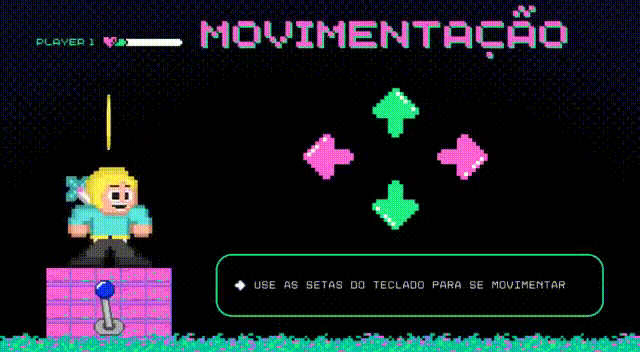 PLAYER 1
MOVIMENTAÇÃO
USE AS SETAS DO TECLADO PARA SE MOVIMENTAR